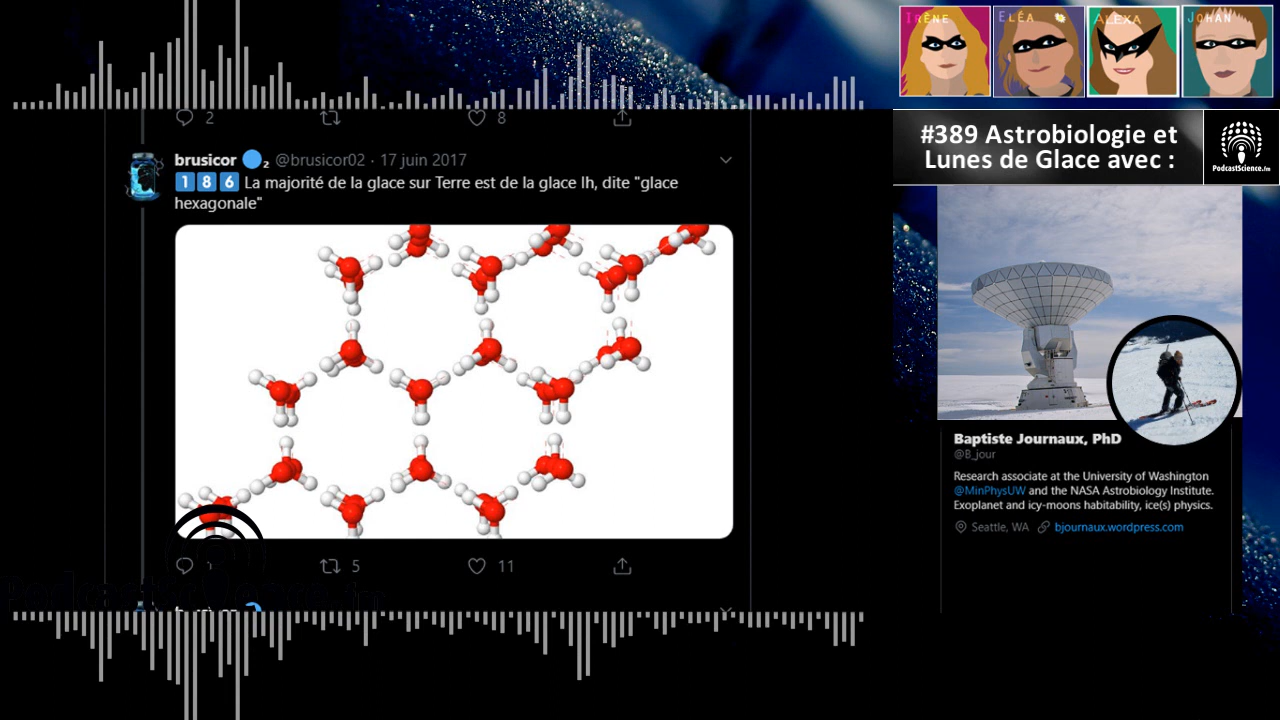 IRÈNE
ELÉA
ALEXA
JOHAN
2
8
#389 Astrobiologie et
Lunes de Glace avec :
PodcastScience.fm
brusicor 🔵₂ @brusicor02 · 17 juin 2017
186 La majorité de la glace sur Terre est de la glace Ih, dite "glace
hexagonale"
5
11
Baptiste Journaux, PhD
@B_jour
Research associate at the University of Washington
@MinPhysUW and the NASA Astrobiology Institute.
Exoplanet and icy-moons habitability, ice(s) physics.
Seattle, WA
bjournaux.wordpress.com